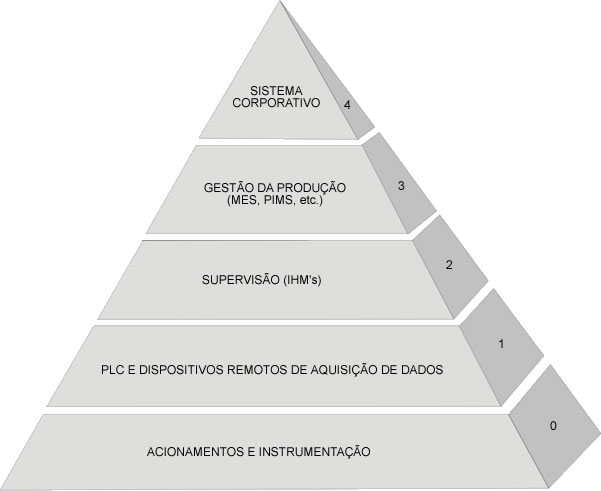 SISTEMA
CORPORATIVO
4
GESTÃO DA PRODUÇÃO
(MES, PIMS, etc.)
3
SUPERVISÃO (IHM's)
2
PLC E DISPOSITIVOS REMOTOS DE AQUISIÇÃO DE DADOS
1
ACIONAMENTOS E INSTRUMENTAÇÃO
0